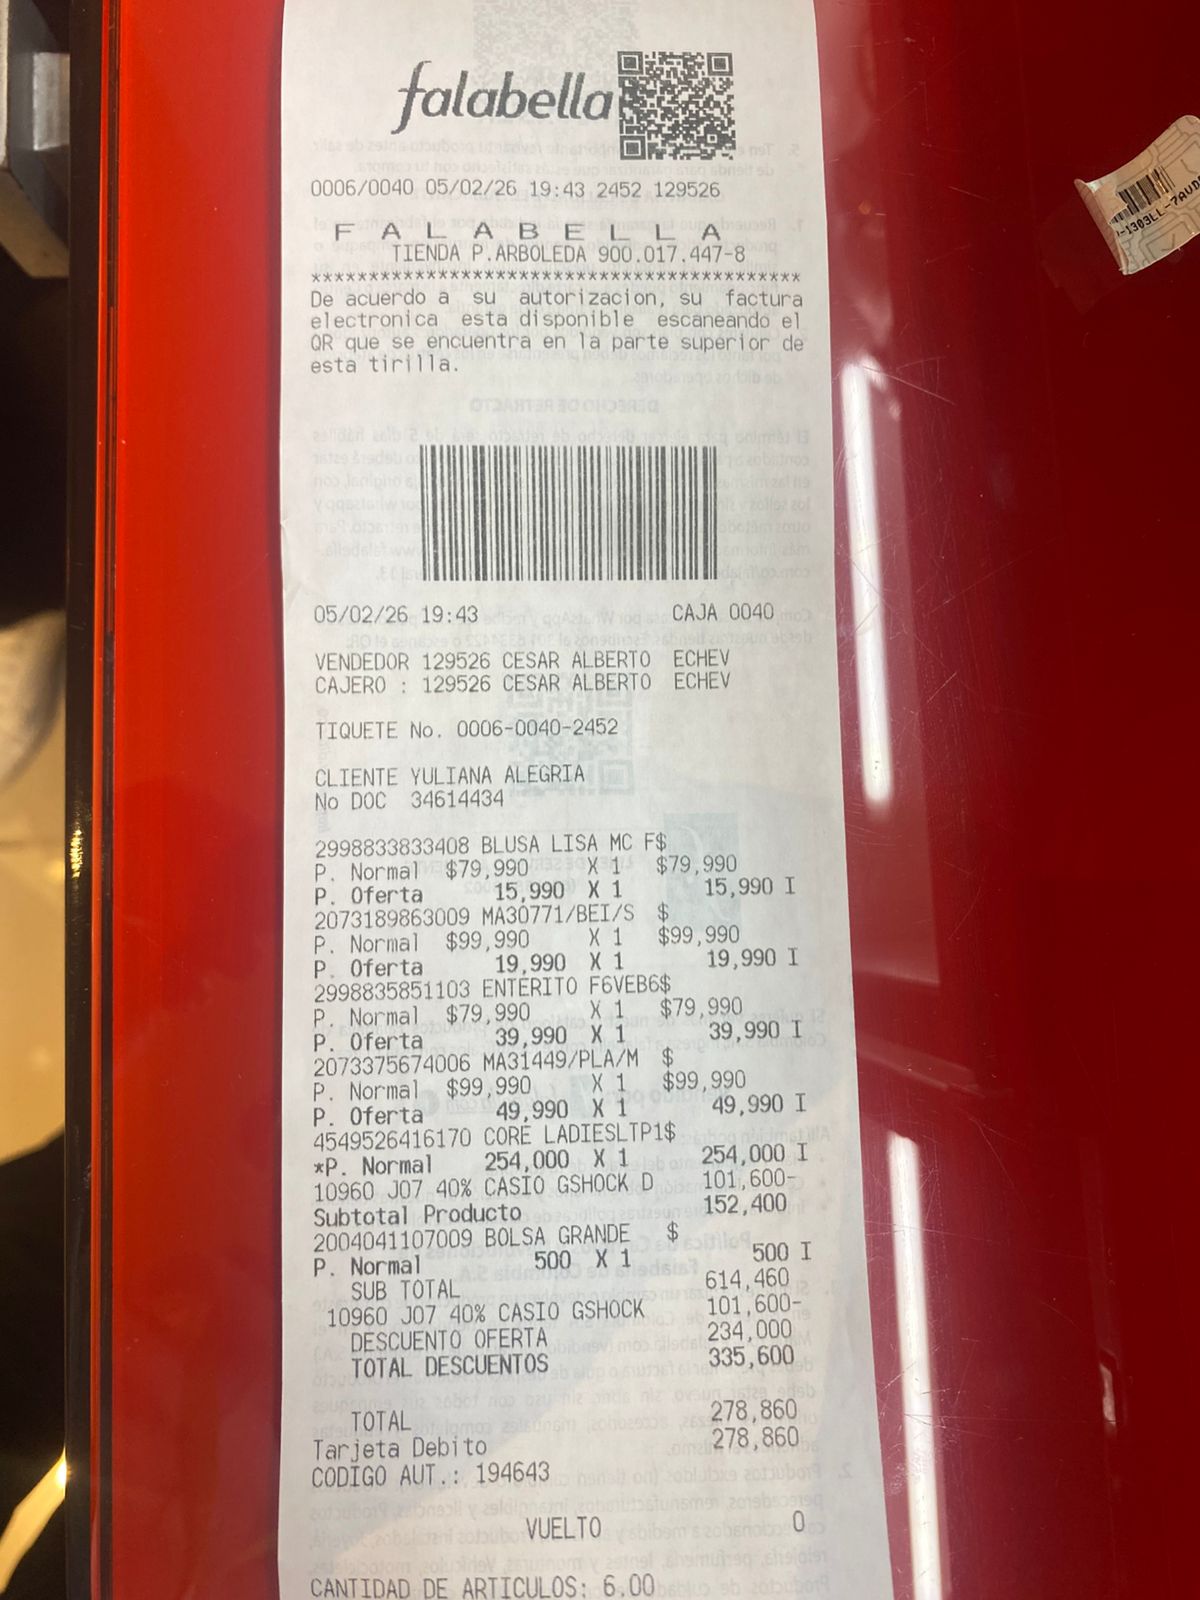 falabella
0006/0040 05/02/26 19:43 2452 129526
F A L A B E L L A
TIENDA P.ARBOLEDA 900.017.447-8
******************************************
De acuerdo a su autorizacion, su factura
electronica esta disponible escaneando el
QR que se encuentra en la parte superior de
esta tirilla.
05/02/26 19:43 CAJA 0040
VENDEDOR 129526 CESAR ALBERTO ECHEV
CAJERO : 129526 CESAR ALBERTO ECHEV
TIQUETE No. 0006-0040-2452
CLIENTE YULIANA ALEGRIA
No DOC 34614434
2998833833408 BLUSA LISA MC F$
P. Normal $79,990 X 1 $79,990
P. Oferta 15,990 X 1 15,990 I
2073189863009 MA30771/BEI/S $
P. Normal $99,990 X 1 $99,990
P. Oferta 19,990 X 1 19,990 I
2998835851103 ENTERITO F6VEB6$
P. Normal $79,990 X 1 $79,990
P. Oferta 39,990 X 1 39,990 I
2073375674006 MA31449/PLA/M $
P. Normal $99,990 X 1 $99,990
P. Oferta 49,990 X 1 49,990 I
4549526416170 CORE LADIESLTP1$
*P. Normal 254,000 X 1 254,000 I
10960 J07 40% CASIO GSHOCK D 101,600-
Subtotal Producto 152,400
2004041107009 BOLSA GRANDE $
P. Normal 500 X 1 500 I
SUB TOTAL 614,460
10960 J07 40% CASIO GSHOCK 101,600-
DESCUENTO OFERTA 234,000
TOTAL DESCUENTOS 335,600
TOTAL 278,860
Tarjeta Debito 278,860
CODIGO AUT.: 194643
VUELTO 0
CANTIDAD DE ARTICULOS: 6.00